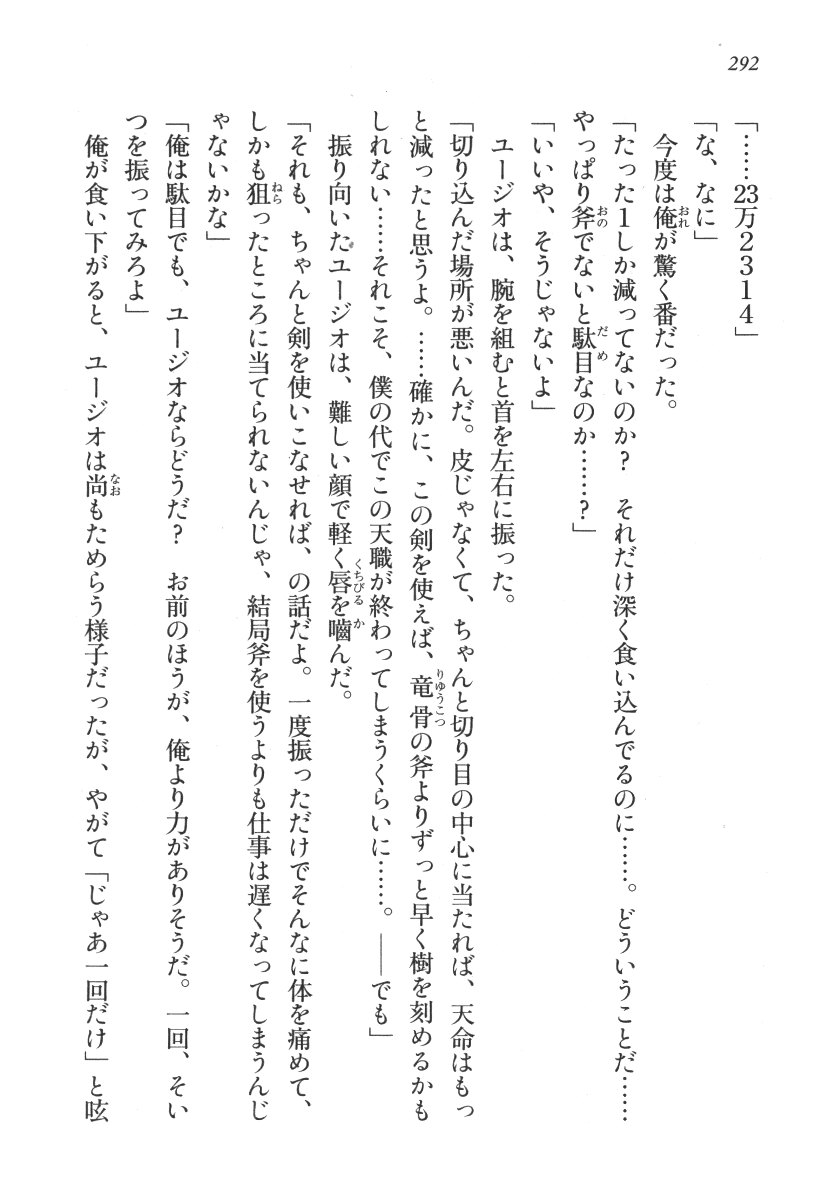 292
「……23万2314」
「な、なに」
今度は俺が驚く番だった。
「たった1しか減ってないのか？　それだけ深く食い込んでるのに……。どういうことだ……
やっぱり斧でないと駄目なのか……？」
「いいや、そうじゃないよ」
ユージオは、腕を組むと首を左右に振った。
「切り込んだ場所が悪いんだ。皮じゃなくて、ちゃんと切り目の中心に当たれば、天命はもっ
と減ったと思うよ。……確かに、この剣を使えば、竜骨の斧よりずっと早く樹を刻めるかも
しれない……それこそ、僕の代でこの天職が終わってしまうくらいに……。――でも」
振り向いたユージオは、難しい顔で軽く唇を嚙んだ。
「それも、ちゃんと剣を使いこなせれば、の話だよ。一度振っただけでそんなに体を痛めて、
しかも狙ったところに当てられないんじゃ、結局斧を使うよりも仕事は遅くなってしまうんじ
ゃないかな」
「俺は駄目でも、ユージオならどうだ？　お前のほうが、俺より力がありそうだ。一回、そい
つを振ってみろよ」
俺が食い下がると、ユージオは尚もためらう様子だったが、やがて「じゃあ一回だけ」と呟